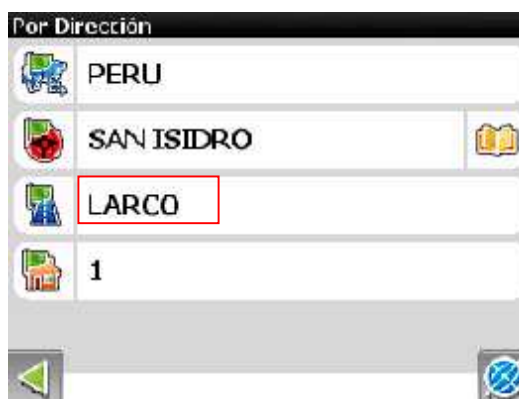 Por Dirección
PERU
SAN ISIDRO
LARCO
1